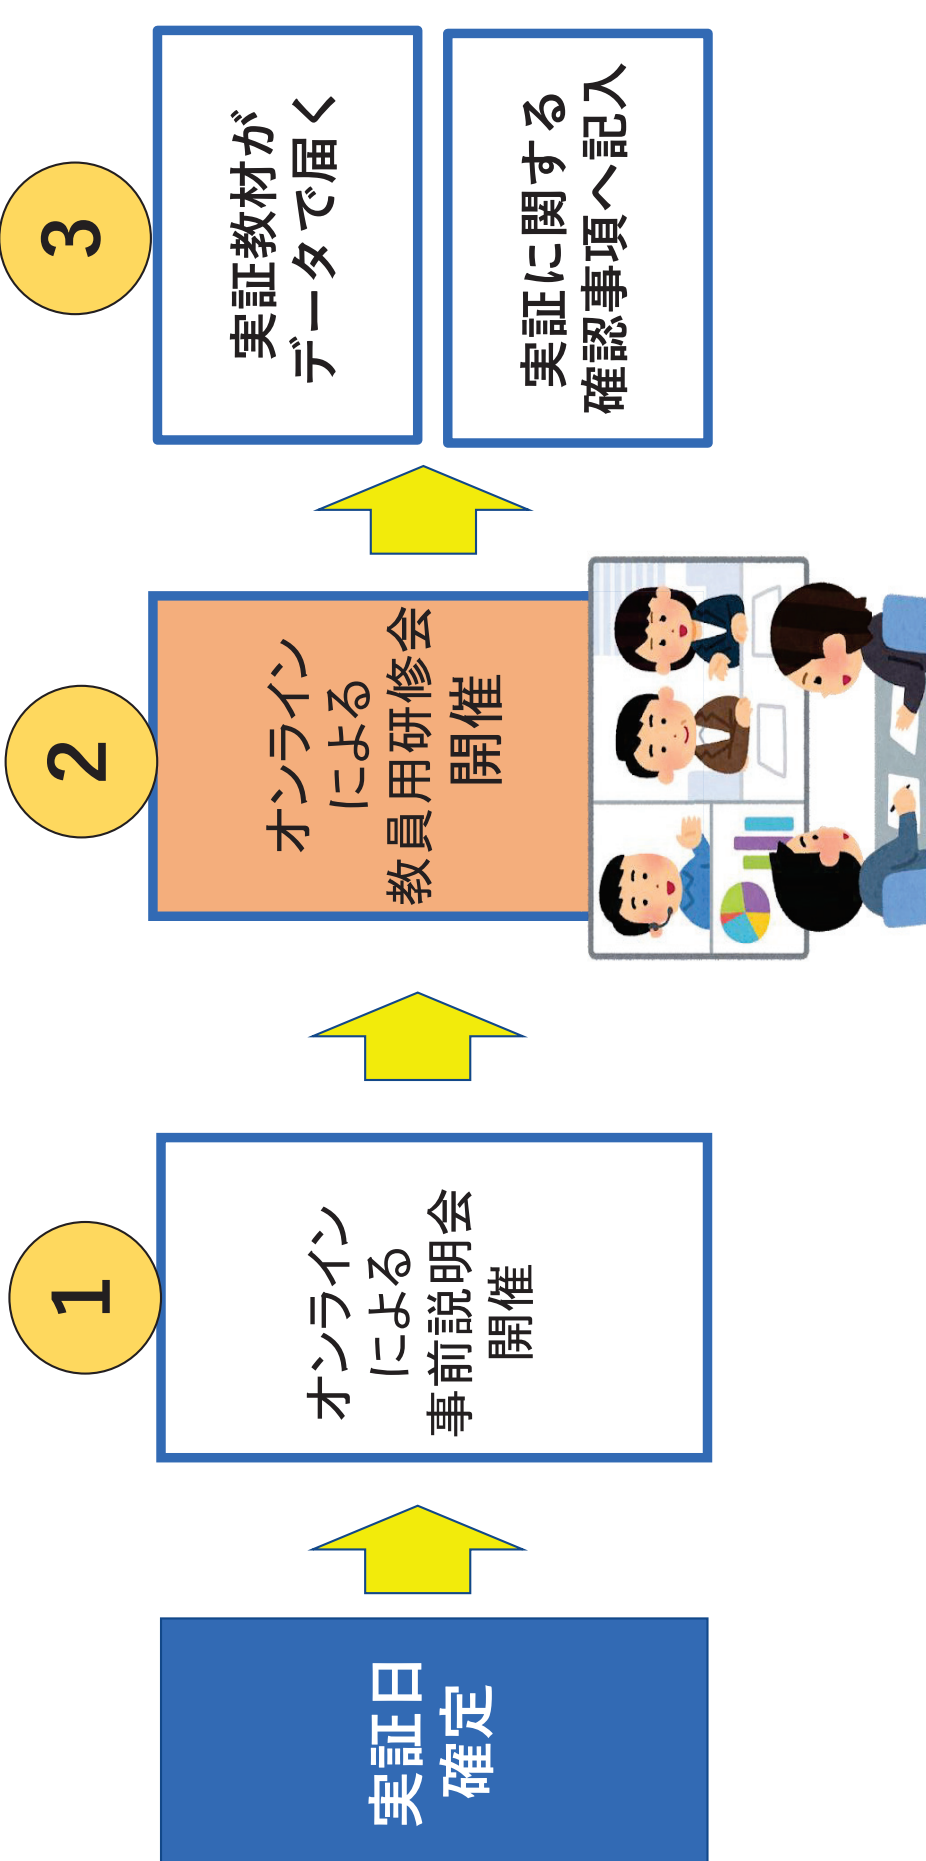 実証日
確定
1
オンライン
による
事前説明会
開催
2
オンライン
による
教員用研修会
開催
3
実証教材が
データで届く
実証に関する
確認事項へ記入